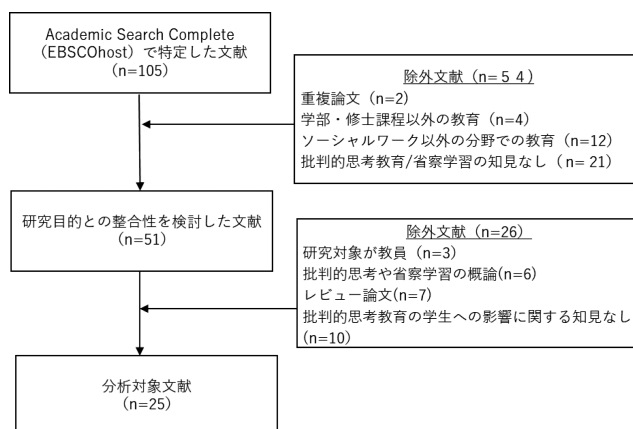 Academic Search Complete
（EBSCOhost）で特定した文献
(n=105)
除外文献（n=５４）
重複論文（n=2）
学部・修士課程以外の教育（n=4）
ソーシャルワーク以外の分野での教育（n=12）
批判的思考教育/省察学習の知見なし（n= 21）
研究目的との整合性を検討した文献
(n=51)
除外文献（n=26）
研究対象が教員（n=3）
批判的思考や省察学習の概論(n=6）
レビュー論文(n=7）
批判的思考教育の学生への影響に関する知見なし
(n=10）
分析対象文献
(n=25）